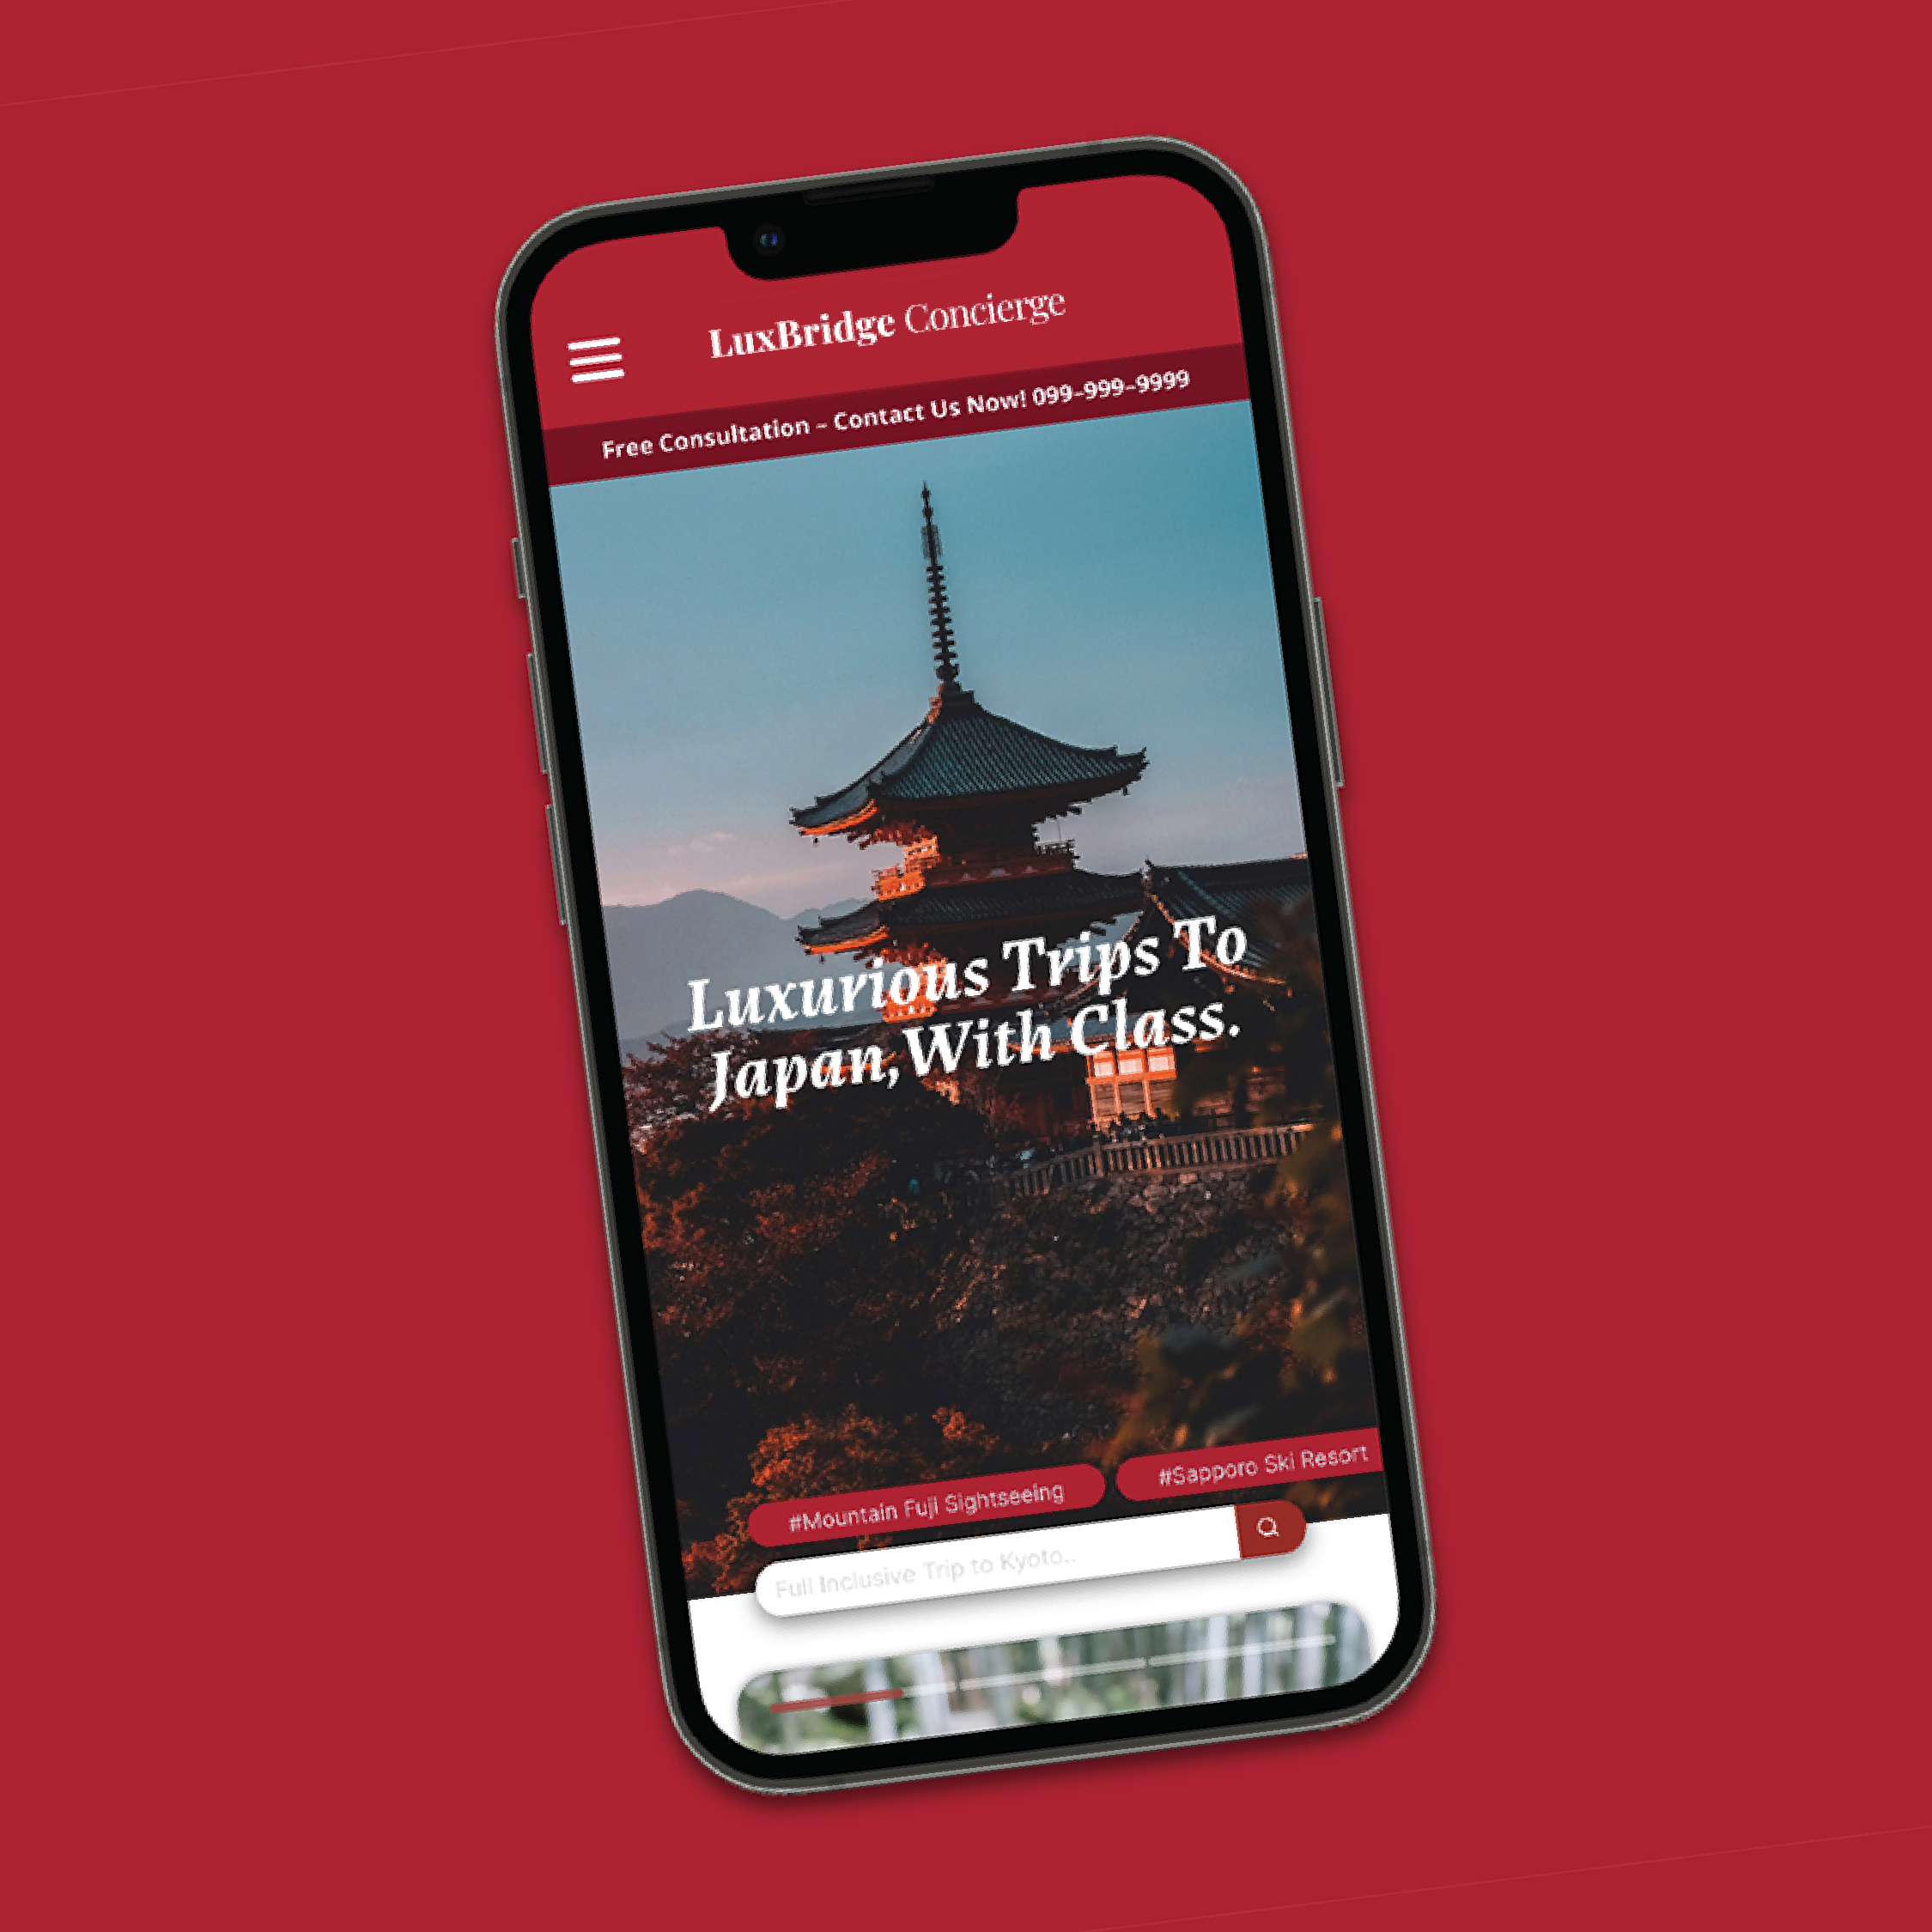 LuxBridge Concierge
Free Consultation – Contact Us Now! 099-999-9999
Luxurious Trips To
Japan, With Class.
#Mountain Fuji Sightseeing
#Sapporo Ski Resort
Full Inclusive Trip to Kyoto..